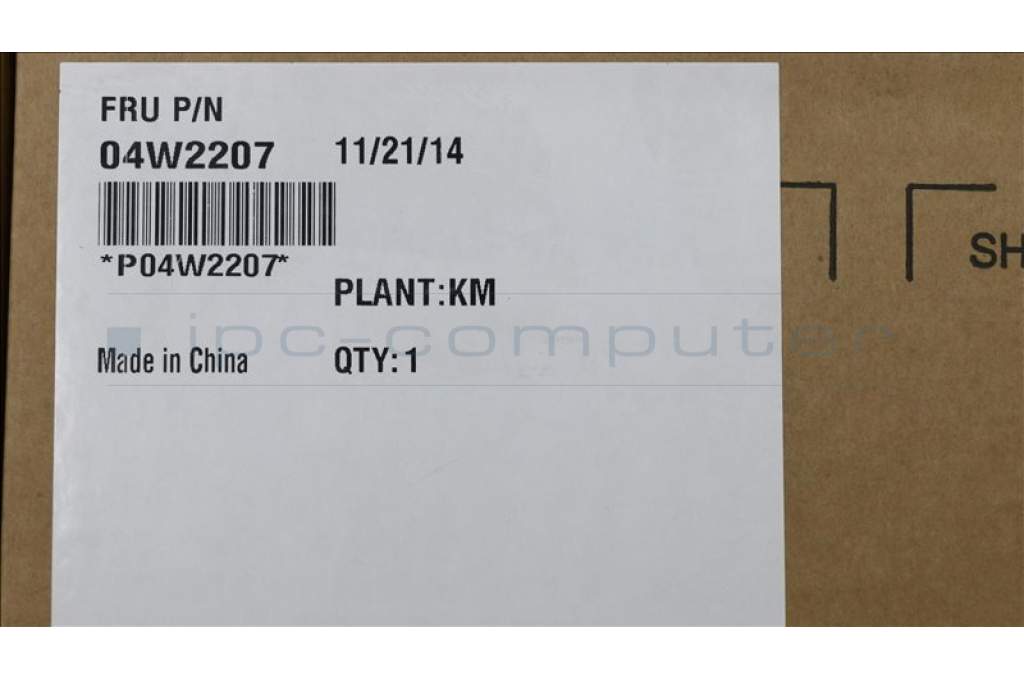 FRU P/N
04W2207 11/21/14
*P04W2207*
PLANT:KM
ipc-computer
Made in China QTY:1
SH